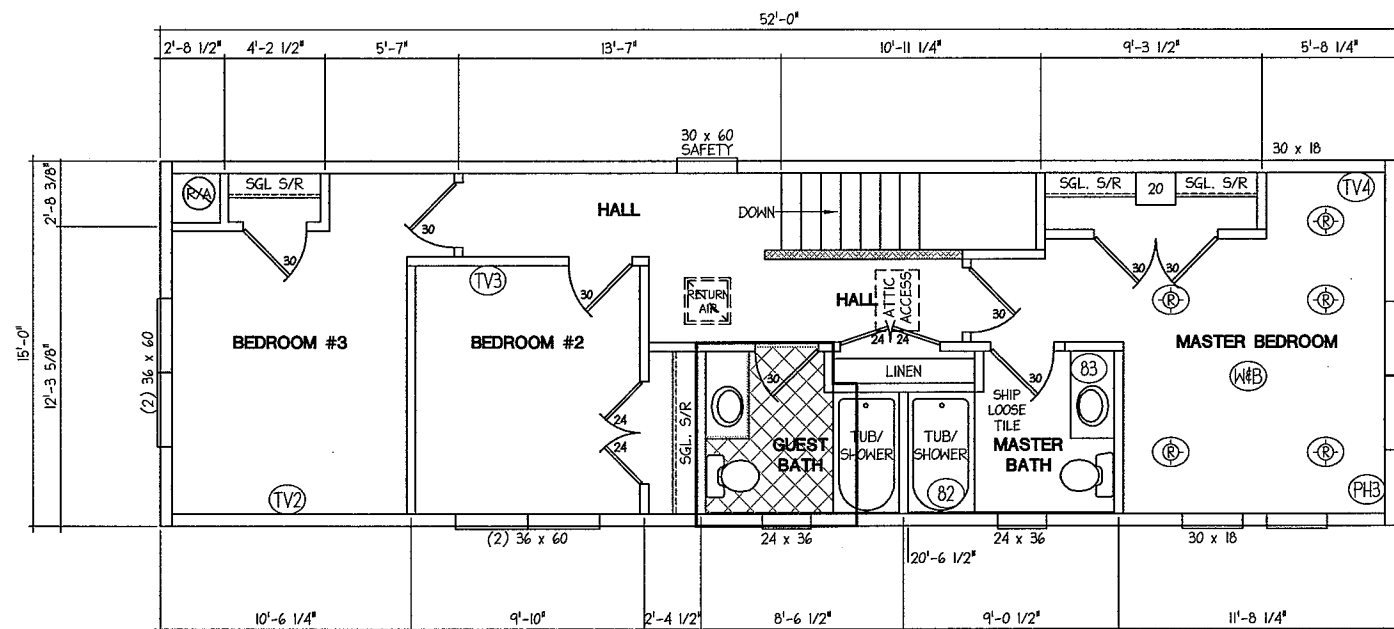 52'-0"
2'-8 1/2"
4'-2 1/2"
5'-7"
13'-7"
10'-11 1/4"
9'-3 1/2"
5'-8 1/4"
30 x 60
SAFETY
30 x 18
15'-0"
2'-8 3/8"
12'-3 5/8"
R/A
SGL S/R
SGL. S/R
20
SGL. S/R
TV4
HALL
DOWN
R
30
30
TV3
30
RETURN
AIR
HALL
ATTIC
ACCESS
30
30
30
R
R
(2) 36 x 60
BEDROOM #3
BEDROOM #2
MASTER BEDROOM
24
24
LINEN
30
30
83
W&B
SHIP
LOOSE
TILE
24
24
SGL. S/R
GUEST
BATH
TUB/
SHOWER
TUB/
SHOWER
82
MASTER
BATH
R
R
TV2
PH3
(2) 36 x 60
24 x 36
24 x 36
30 x 18
20'-6 1/2"
10'-6 1/4"
9'-10"
2'-4 1/2"
8'-6 1/2"
9'-0 1/2"
11'-8 1/4"